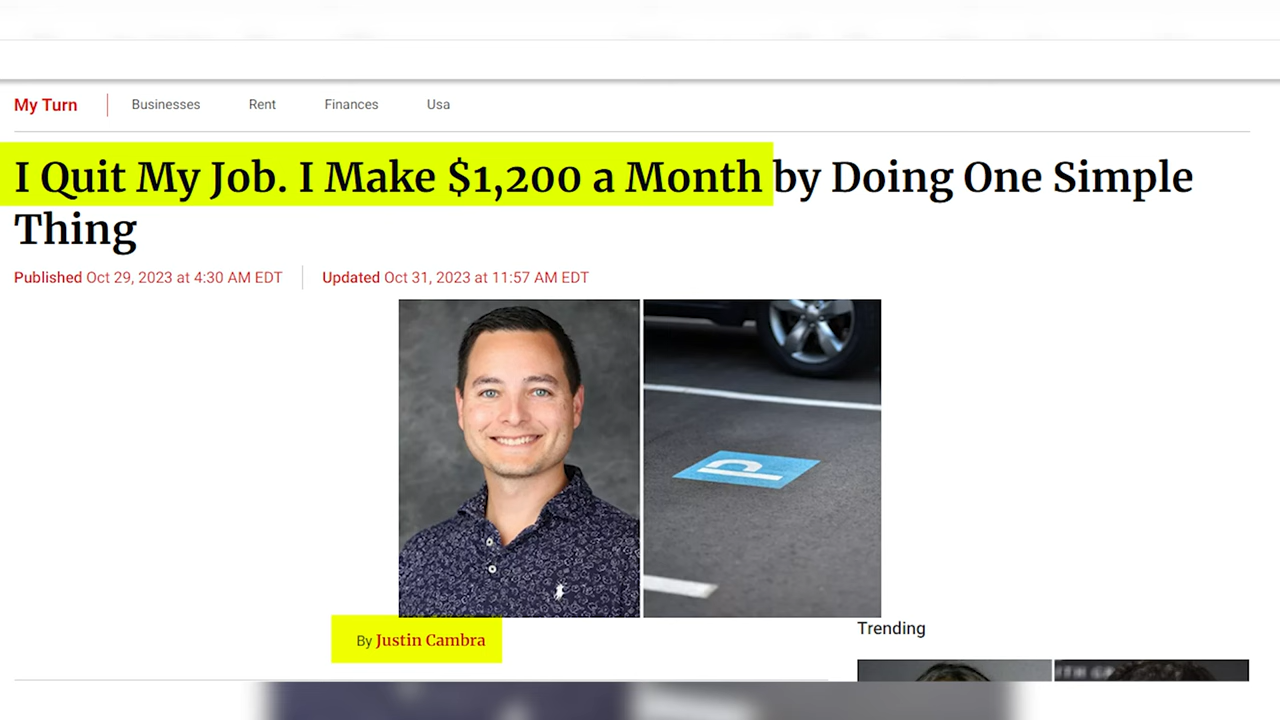 My Turn Businesses Rent Finances Usa
I Quit My Job. I Make $1,200 a Month by Doing One Simple
Thing
Published Oct 29, 2023 at 4:30 AM EDT Updated Oct 31, 2023 at 11:57 AM EDT
P
By Justin Cambra
Trending